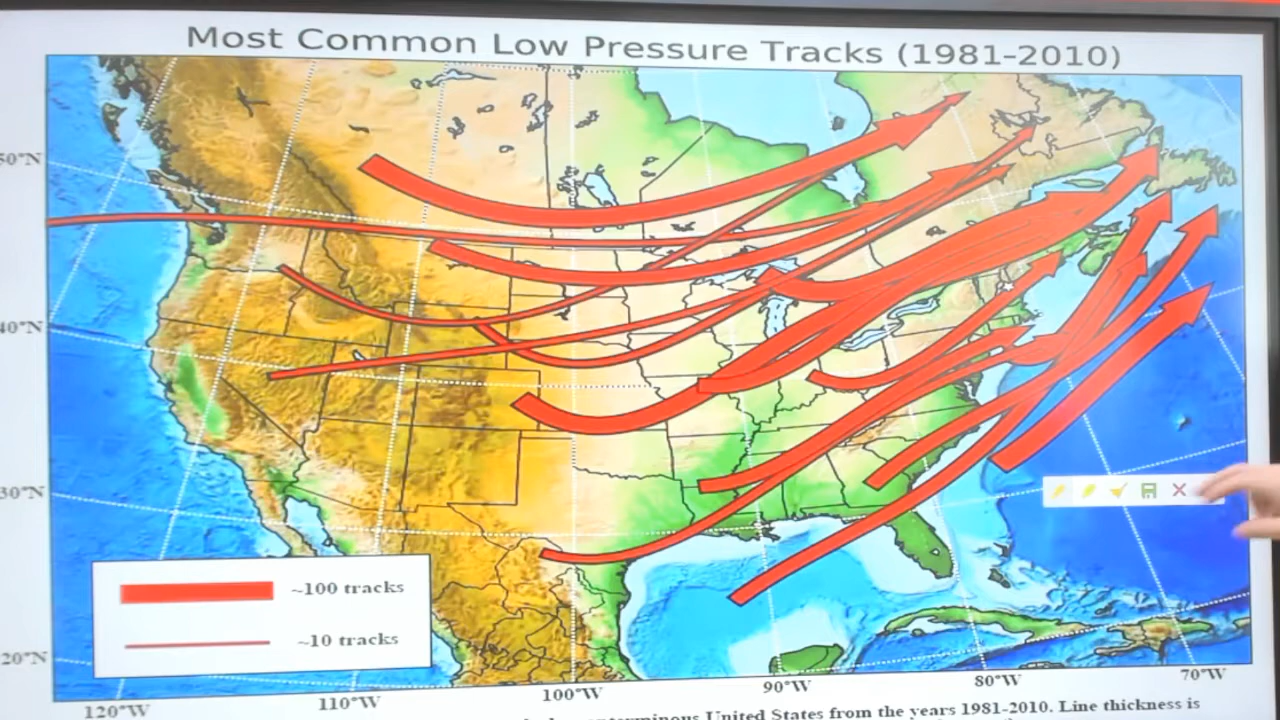 Most Common Low Pressure Tracks (1981-2010)
50°N
40°N
30°N
20°N
~100 tracks
~10 tracks
120°W
110°W
100°W
90°W
80°W
70°W
United States from the years 1981-2010. Line thickness is